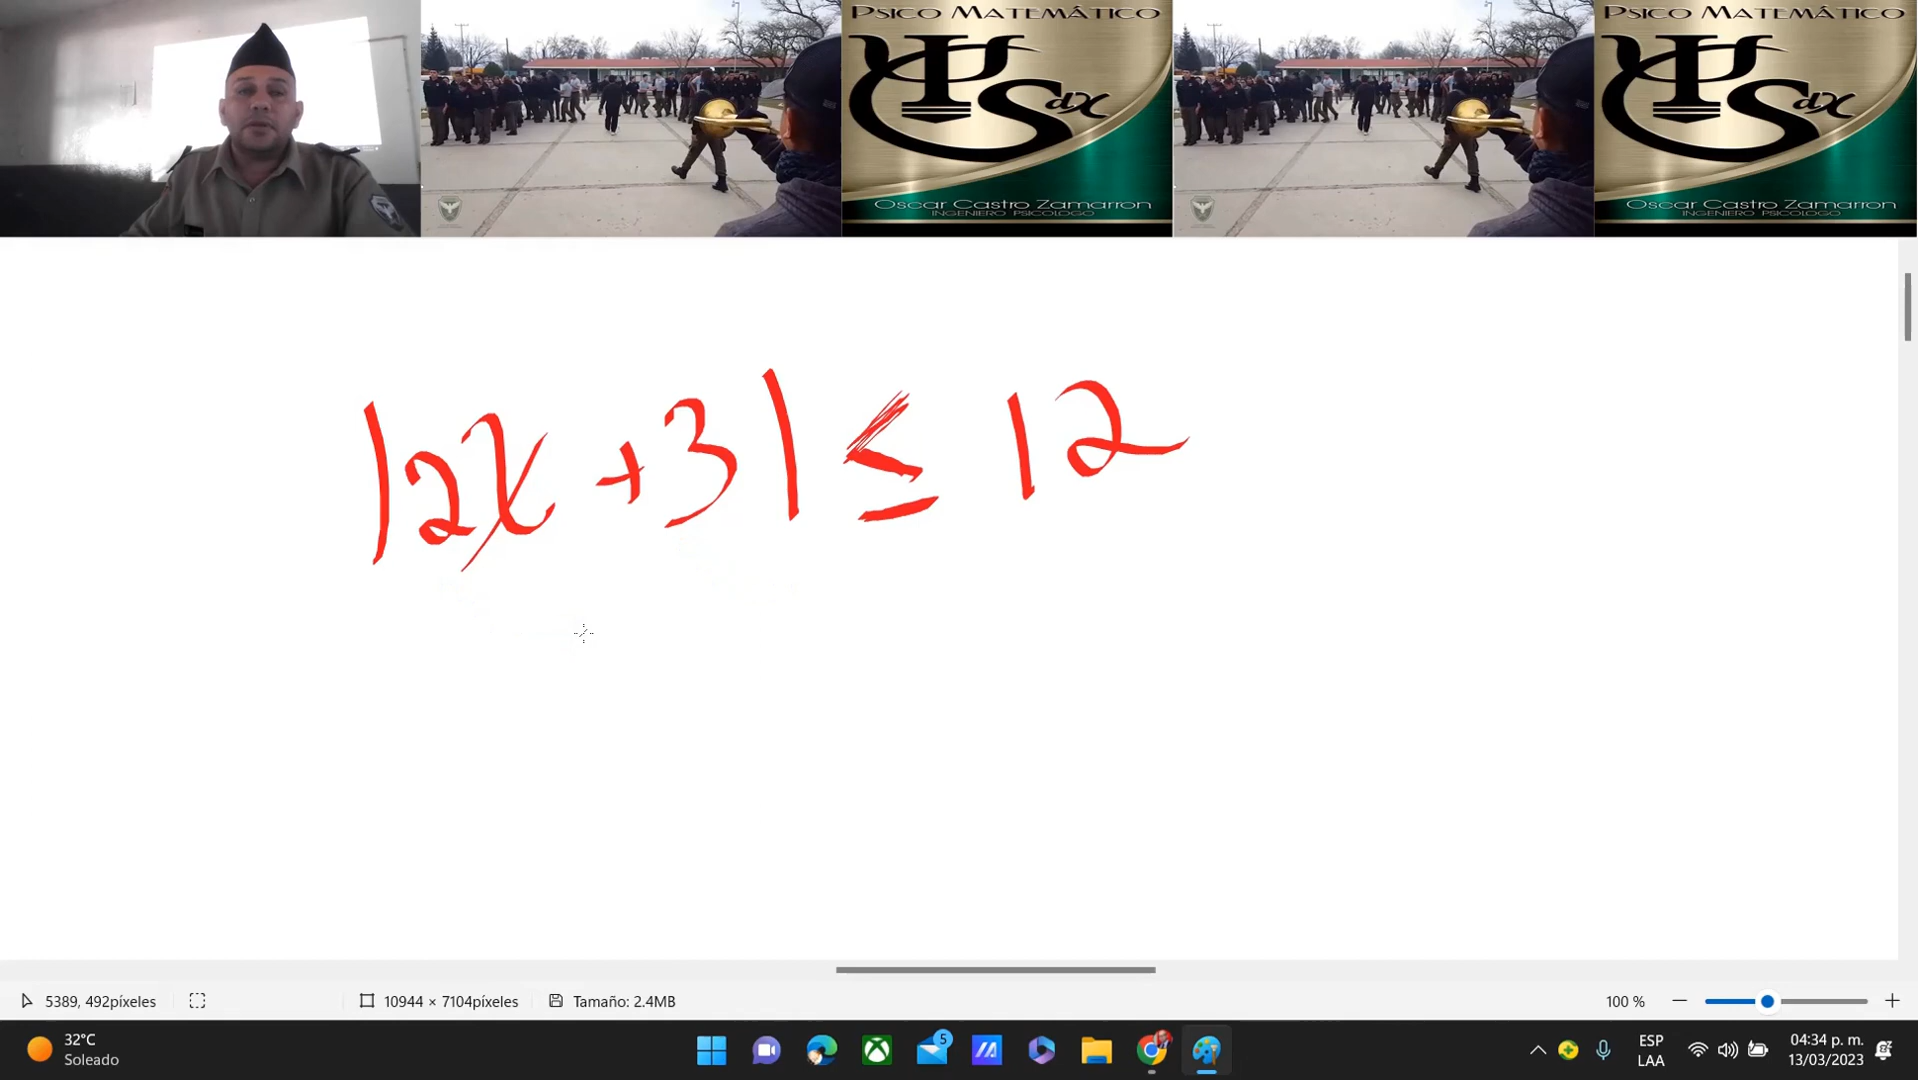 PSICO MATEMÁTICO
dx
Oscar Castro Zamarron
INGENIERO PSICOLOGO
PSICO MATEMÁTICO
dx
Oscar Castro Zamarron
INGENIERO PSICOLOGO
|2x+3| ≤ 12
5389, 492píxeles
10944 × 7104píxeles
Tamaño: 2.4MB
100 %
32°C
Soleado
5
ESP
LAA
04:34 p. m.
13/03/2023